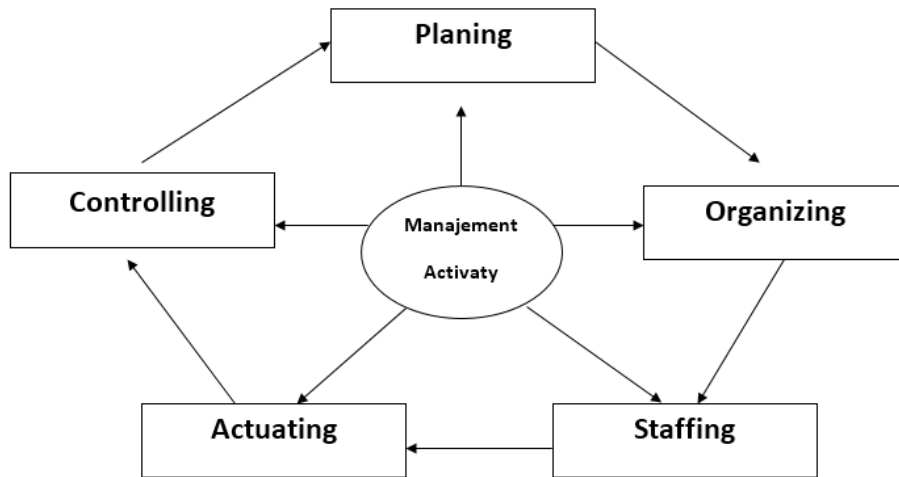 Planing
Controlling
Organizing
Manajement
Activaty
Actuating
Staffing